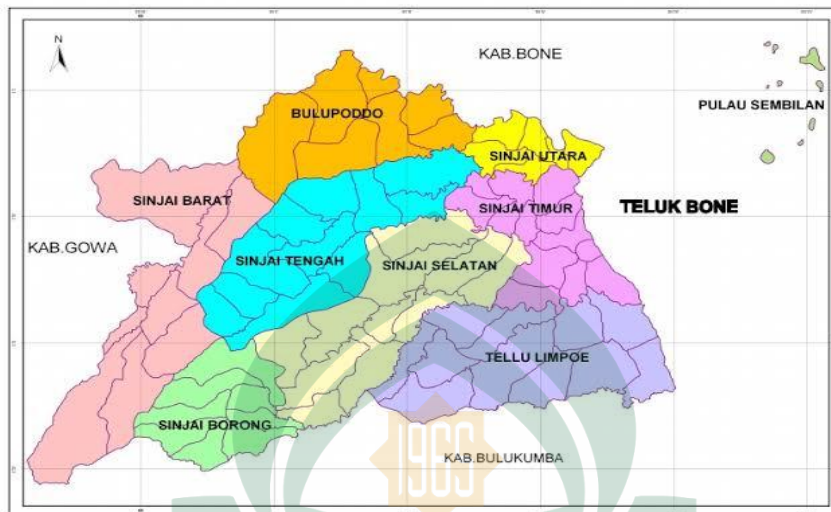 N
KAB.BONE
PULAU SEMBILAN
BULUPODDO
SINJAI UTARA
SINJAI BARAT
SINJAI TIMUR
TELUK BONE
KAB.GOWA
SINJAI TENGAH
SINJAI SELATAN
TELLU LIMPOE
SINJAI BORONG
1965
KAB.BULUKUMBA